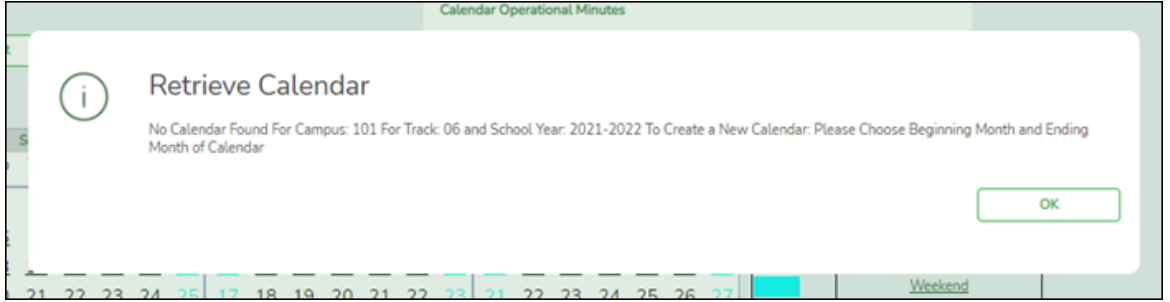 Calendar Operational Minutes
Retrieve Calendar
No Calendar Found For Campus: 101 For Track: 06 and School Year: 2021-2022 To Create a New Calendar: Please Choose Beginning Month and Ending
Month of Calendar
OK
21 22 23 24 25 17 18 19 20 21 22 23 21 22 23 24 25 26 27
Weekend